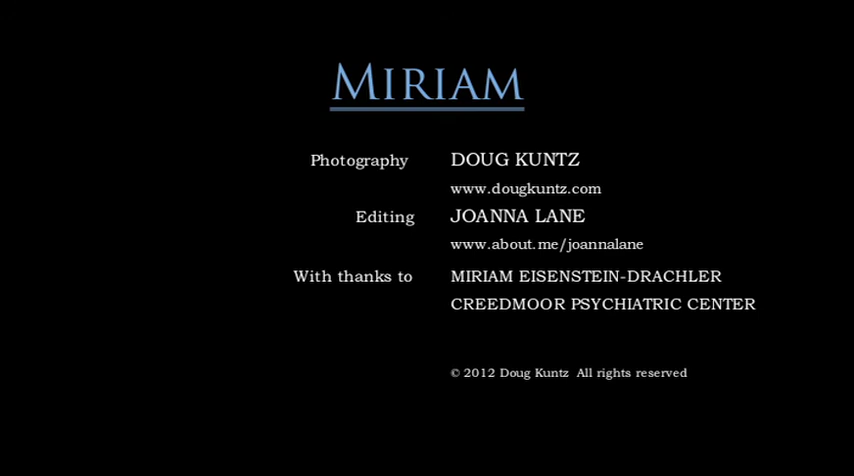 MIRIAM
Photography DOUG KUNTZ
www.dougkuntz.com
Editing JOANNA LANE
www.about.me/joannalane
With thanks to MIRIAM EISENSTEIN-DRACHLER
CREEDMOOR PSYCHIATRIC CENTER
© 2012 Doug Kuntz All rights reserved